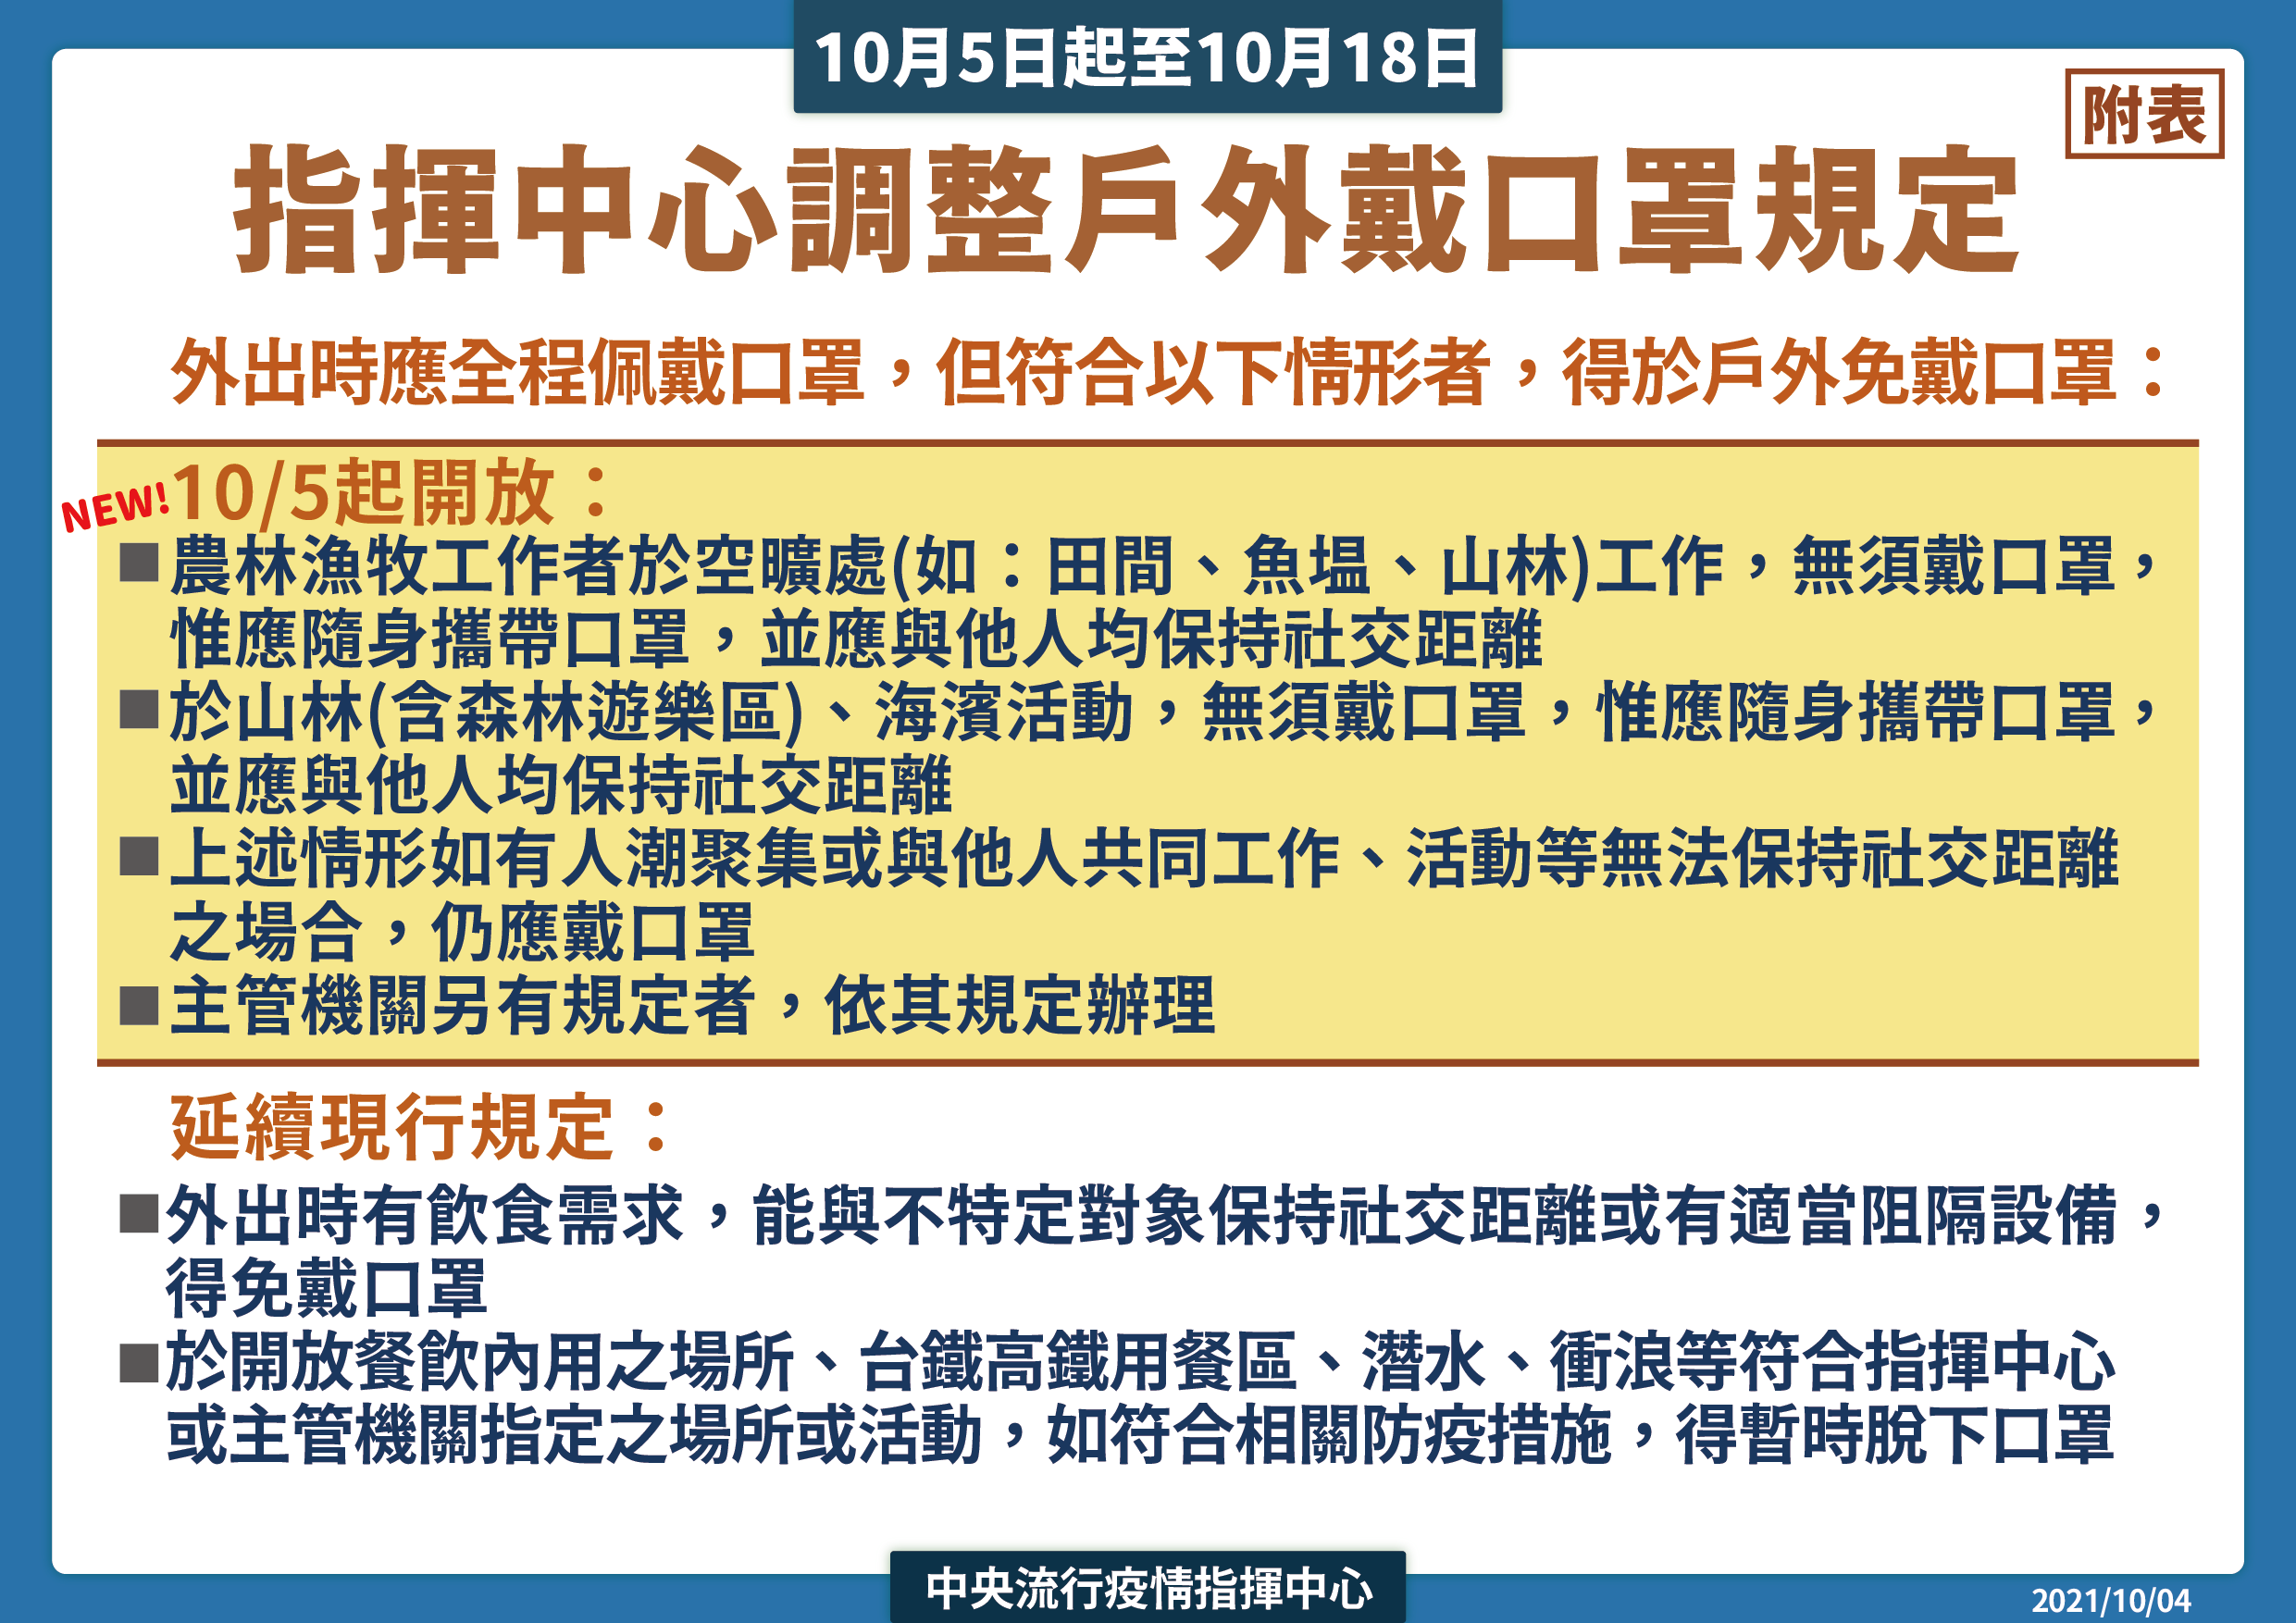 10月5日起至10月18日
附表
指揮中心調整戶外戴口罩規定
外出時應全程佩戴口罩，但符合以下情形者，得於戶外免戴口罩：
NEW!
10/5起開放：
■農林漁牧工作者於空曠處(如：田間、魚塭、山林)工作，無須戴口罩，
惟應隨身攜帶口罩，並應與他人均保持社交距離
■於山林(含森林遊樂區)、海濱活動，無須戴口罩，惟應隨身攜帶口罩，
並應與他人均保持社交距離
■上述情形如有人潮聚集或與他人共同工作、活動等無法保持社交距離
之場合，仍應戴口罩
■主管機關另有規定者，依其規定辦理
延續現行規定：
■外出時有飲食需求，能與不特定對象保持社交距離或有適當阻隔設備，
得免戴口罩
■於開放餐飲內用之場所、台鐵高鐵用餐區、潛水、衝浪等符合指揮中心
或主管機關指定之場所或活動，如符合相關防疫措施，得暫時脫下口罩
中央流行疫情指揮中心
2021/10/04